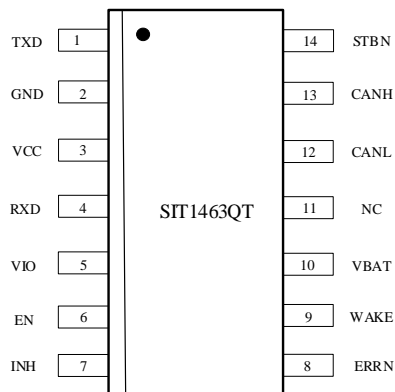 TXD 1 14 STBN
GND 2 13 CANH
VCC 3 12 CANL
RXD 4 SIT1463QT 11 NC
VIO 5 10 VBAT
EN 6 9 WAKE
INH 7 8 ERRN